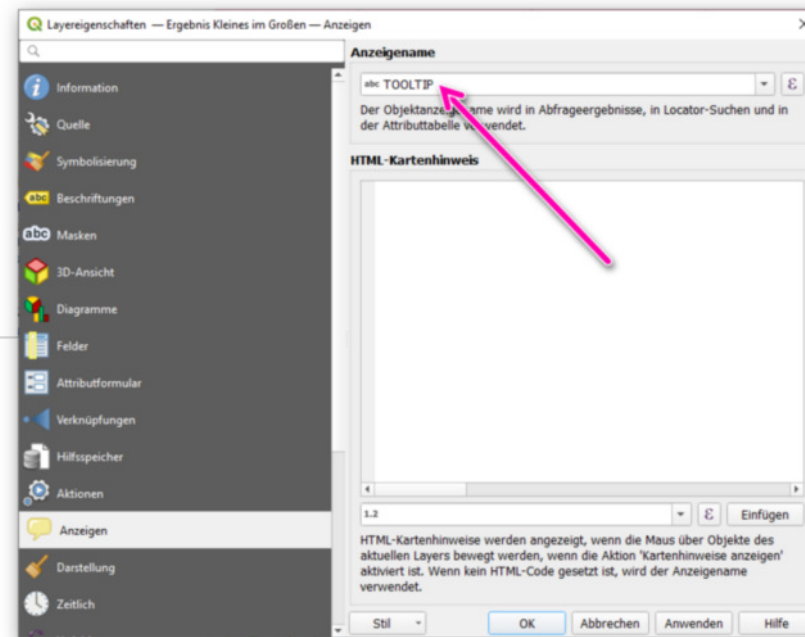 Layereigenschaften — Ergebnis Kleines im Großen — Anzeigen
Information
Quelle
Symbolisierung
abc Beschriftungen
abc Masken
3D-Ansicht
Diagramme
Felder
Attributformular
Verknüpfungen
Hilfsspeicher
Aktionen
Anzeigen
Darstellung
Zeitlich
Anzeigename
abc TOOLTIP
ε
Der Objektanzeigename wird in Abfrageergebnisse, in Locator-Suchen und in
der Attributtabelle verwendet.
HTML-Kartenhinweis
1.2
ε
Einfügen
HTML-Kartenhinweise werden angezeigt, wenn die Maus über Objekte des
aktuellen Layers bewegt werden, wenn die Aktion 'Kartenhinweise anzeigen'
aktiviert ist. Wenn kein HTML-Code gesetzt ist, wird der Anzeigename
verwendet.
Stil OK Abbrechen Anwenden Hilfe